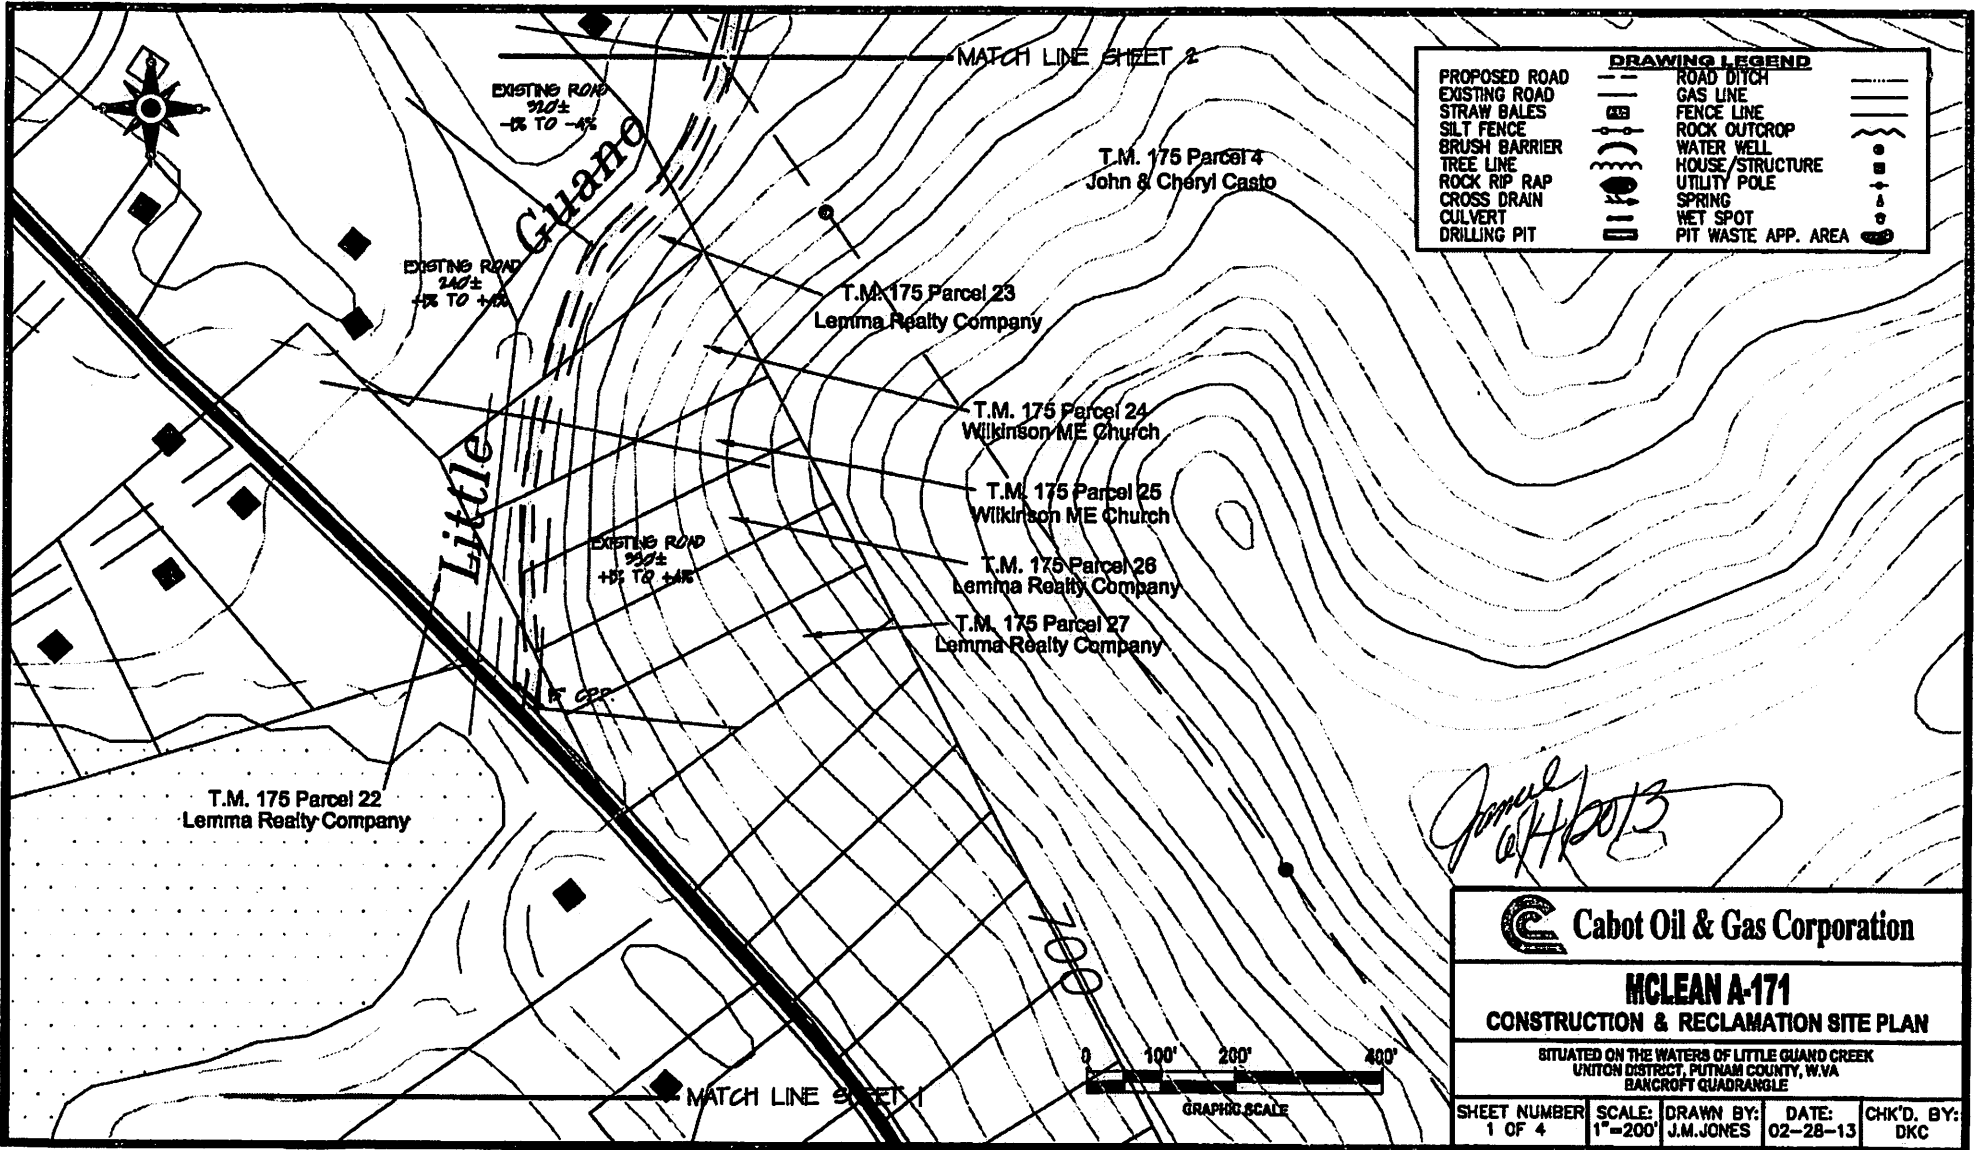 MATCH LINE SHEET 2
EXISTING ROAD
920±
-1% TO -4%
Guano
T.M. 175 Parcel 4
John & Cheryl Casto
DRAWING LEGEND
PROPOSED ROAD
EXISTING ROAD
STRAW BALES
SILT FENCE
BRUSH BARRIER
TREE LINE
ROCK RIP RAP
CROSS DRAIN
CULVERT
DRILLING PIT
ROAD DITCH
GAS LINE
FENCE LINE
ROCK OUTCROP
WATER WELL
HOUSE/STRUCTURE
UTILITY POLE
SPRING
WET SPOT
PIT WASTE APP. AREA
EXISTING ROAD
240±
TO
T.M. 175 Parcel 23
Lemma Realty Company
T.M. 175 Parcel 24
Wilkinson ME Church
Little
T.M. 175 Parcel 25
Wilkinson ME Church
EXISTING ROAD
TO
T.M. 175 Parcel 26
Lemma Realty Company
T.M. 175 Parcel 27
Lemma Realty Company
T.M. 175 Parcel 22
Lemma Realty Company
700
0 100' 200' 400'
GRAPHIC SCALE
MATCH LINE SHEET 1
Cabot Oil & Gas Corporation
MCLEAN A-171
CONSTRUCTION & RECLAMATION SITE PLAN
SITUATED ON THE WATERS OF LITTLE GUANO CREEK
UNITON DISTRICT, PUTNAM COUNTY, W.VA
BANCROFT QUADRANGLE
SHEET NUMBER
1 OF 4
SCALE:
1"=200'
DRAWN BY:
J.M.JONES
DATE:
02-28-13
CHK'D. BY:
DKC